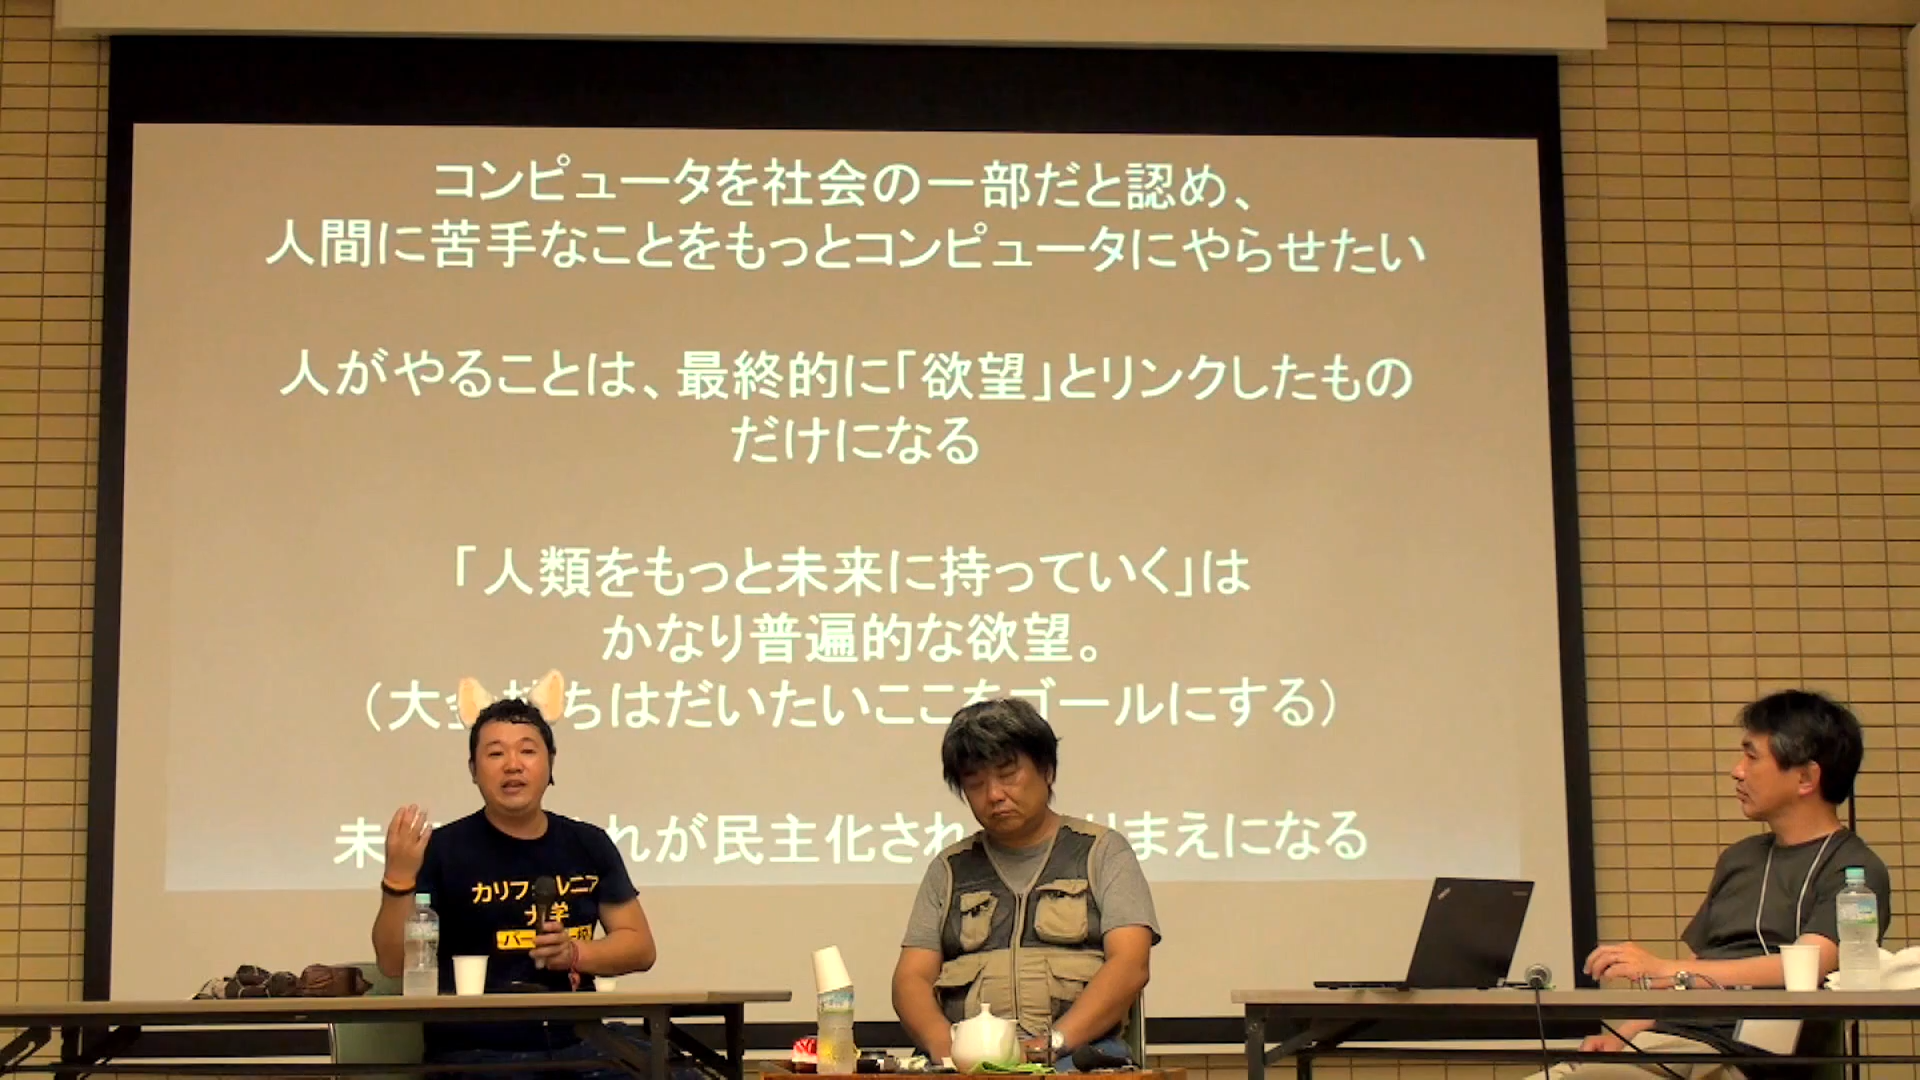 コンピュータを社会の一部だと認め、
人間に苦手なことをもっとコンピュータにやらせたい
人がやることは、最終的に「欲望」とリンクしたもの
だけになる
「人類をもっと未来に持っていく」は
かなり普遍的な欲望。
（大 ちはだいたいここを ゴールにする）
未 れが民主化され りまえになる
カリフォルニア
大学
バー 校